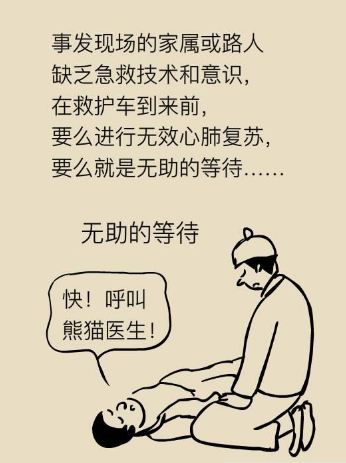 事发现场的家属或路人
缺乏急救技术和意识，
在救护车到来前，
要么进行无效心肺复苏，
要么就是无助的等待……
无助的等待
快！呼叫
熊猫医生！